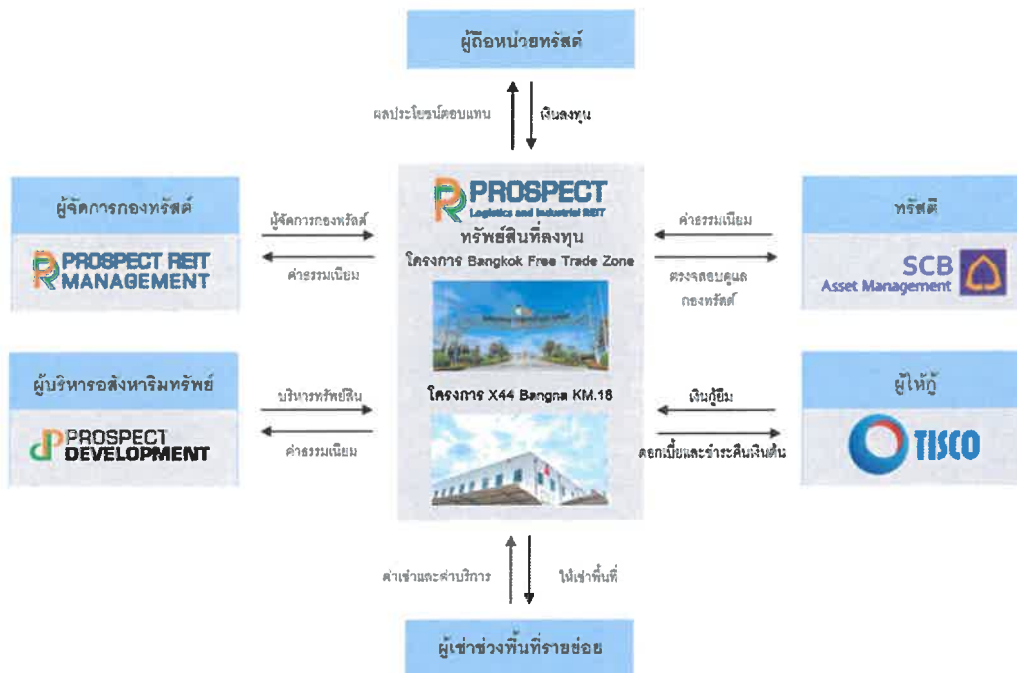 ผู้ถือหน่วยทรัสต์
ผลประโยชน์ตอบแทน
เงินลงทุน
ผู้จัดการกองทรัสต์
PROSPECT REIT
MANAGEMENT
ผู้จัดการกองทรัสต์
ค่าธรรมเนียม
PROSPECT
Logistics and Industrial REIT
ทรัพย์สินที่ลงทุน
โครงการ Bangkok Free Trade Zone
ค่าธรรมเนียม
ตรวจสอบดูแล
กองทรัสต์
ทรัสตี
SCB
Asset Management
ผู้บริหารอสังหาริมทรัพย์
PROSPECT
DEVELOPMENT
บริหารทรัพย์สิน
ค่าธรรมเนียม
โครงการ X44 Bangna KM.18
เงินกู้ยืม
ดอกเบี้ยและชำระคืนเงินต้น
ผู้ให้กู้
TISCO
ค่าเช่าและค่าบริการ
ให้เช่าพื้นที่
ผู้เช่าช่วงพื้นที่รายย่อย